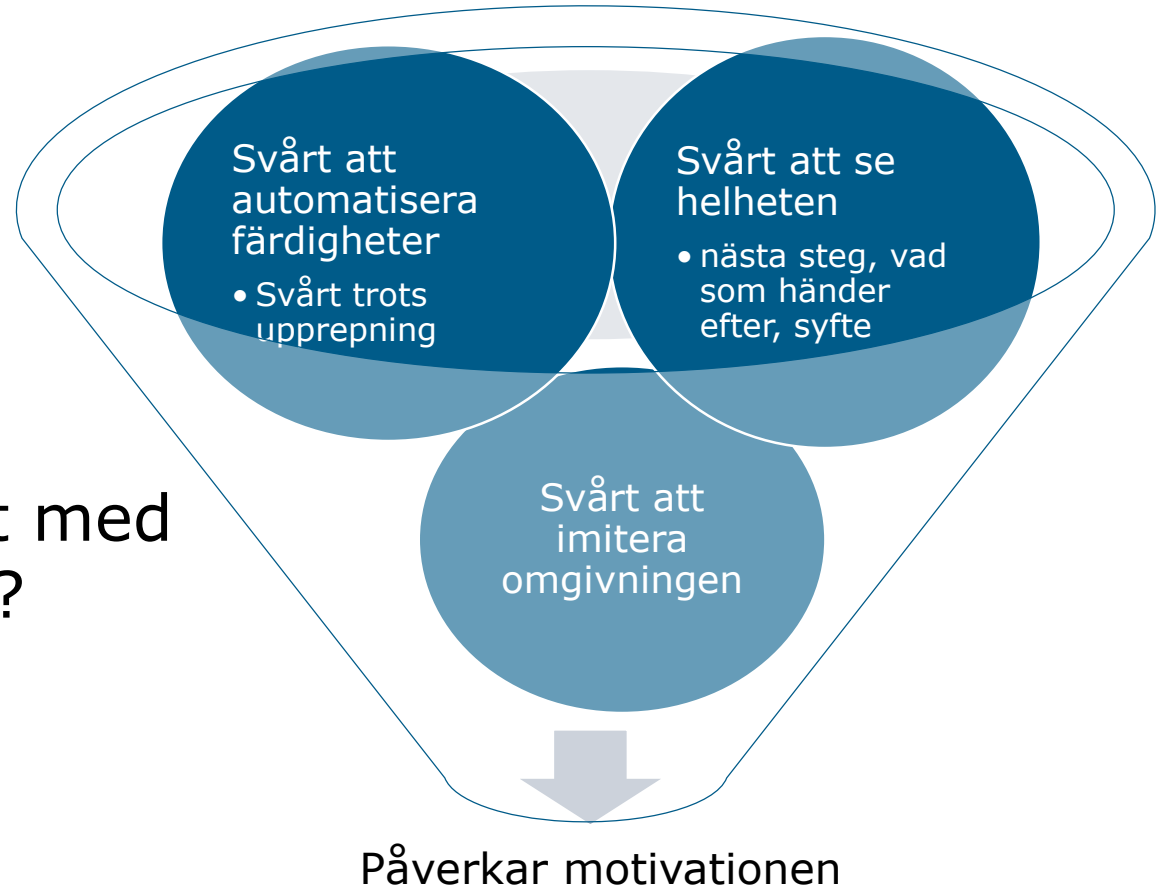 Svårt att
automatisera
färdigheter
• Svårt trots
upprepning
Svårt att se
helheten
• nästa steg, vad
som händer
efter, syfte
Svårt att
imitera
omgivningen
t med
?
Påverkar motivationen